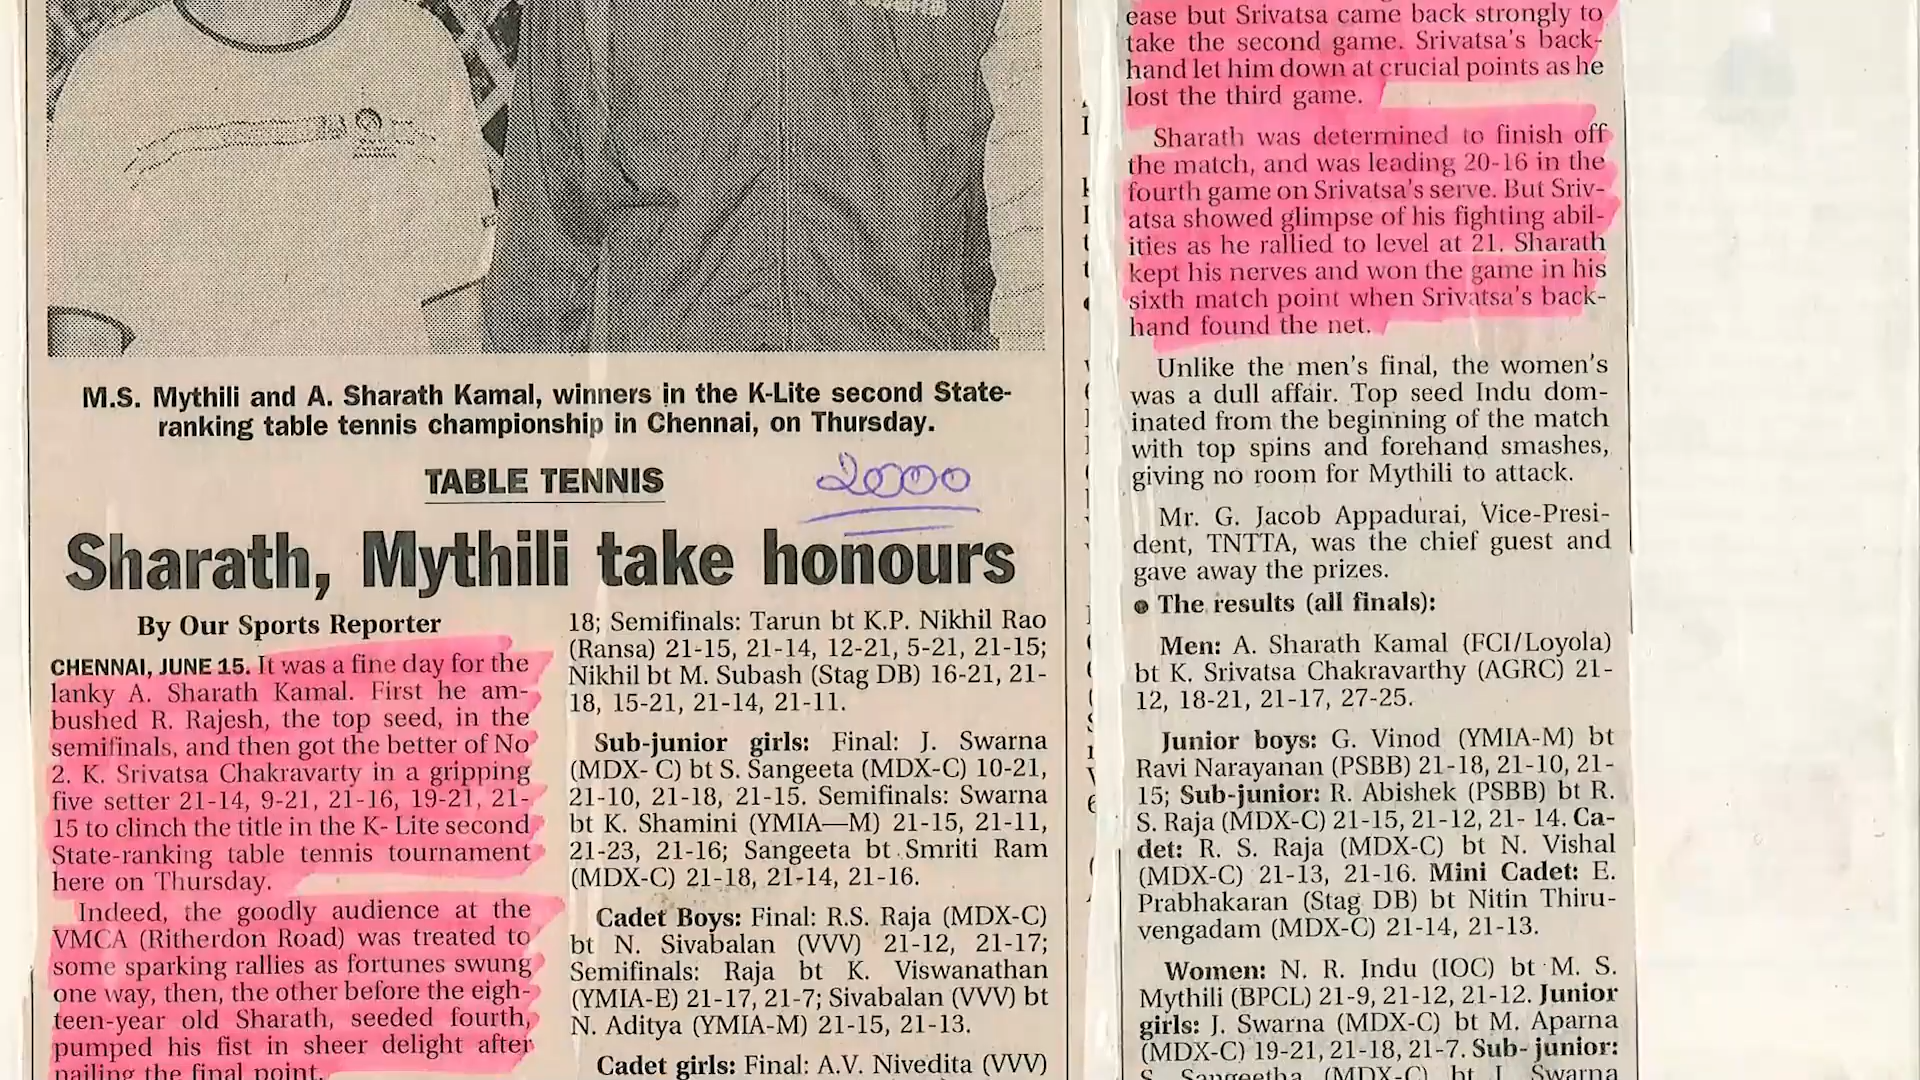 M.S. Mythili and A. Sharath Kamal, winners in the K-Lite second State-
ranking table tennis championship in Chennai, on Thursday.
TABLE TENNIS
2000
Sharath, Mythili take honours
By Our Sports Reporter
CHENNAI, JUNE 15. It was a fine day for the
lanky A. Sharath Kamal. First he am-
bushed R. Rajesh, the top seed, in the
semifinals, and then got the better of No
2. K. Srivatsa Chakravarty in a gripping
five setter 21-14, 9-21, 21-16, 19-21, 21-
15 to clinch the title in the K- Lite second
State-ranking table tennis tournament
here on Thursday.
Indeed, the goodly audience at the
VMCA (Ritherdon Road) was treated to
some sparking rallies as fortunes swung
one way, then, the other before the eigh-
teen-year old Sharath, seeded fourth,
pumped his fist in sheer delight after
nailing the final point.
18; Semifinals: Tarun bt K.P. Nikhil Rao
(Ransa) 21-15, 21-14, 12-21, 5-21, 21-15;
Nikhil bt M. Subash (Stag DB) 16-21, 21-
18, 15-21, 21-14, 21-11.
Sub-junior girls: Final: J. Swarna
(MDX- C) bt S. Sangeeta (MDX-C) 10-21,
21-10, 21-18, 21-15. Semifinals: Swarna
bt K. Shamini (YMIA—M) 21-15, 21-11,
21-23, 21-16; Sangeeta bt Smriti Ram
(MDX-C) 21-18, 21-14, 21-16.
Cadet Boys: Final: R.S. Raja (MDX-C)
bt N. Sivabalan (VVV) 21-12, 21-17;
Semifinals: Raja bt K. Viswanathan
(YMIA-E) 21-17, 21-7; Sivabalan (VVV) bt
N. Aditya (YMIA-M) 21-15, 21-13.
Cadet girls: Final: A.V. Nivedita (VVV)
ease but Srivatsa came back strongly to
take the second game. Srivatsa's back-
hand let him down at crucial points as he
lost the third game.
Sharath was determined to finish off
the match, and was leading 20-16 in the
fourth game on Srivatsa's serve. But Sriv-
atsa showed glimpse of his fighting abil-
ities as he rallied to level at 21. Sharath
kept his nerves and won the game in his
sixth match point when Srivatsa's back-
hand found the net.
Unlike the men's final, the women's
was a dull affair. Top seed Indu dom-
inated from the beginning of the match
with top spins and forehand smashes,
giving no room for Mythili to attack.
Mr. G. Jacob Appadurai, Vice-Presi-
dent, TNTTA, was the chief guest and
gave away the prizes.
● The results (all finals):
Men: A. Sharath Kamal (FCI/Loyola)
bt K. Srivatsa Chakravarthy (AGRC) 21-
12, 18-21, 21-17, 27-25.
Junior boys: G. Vinod (YMIA-M) bt
Ravi Narayanan (PSBB) 21-18, 21-10, 21-
15; Sub-junior: R. Abishek (PSBB) bt R.
S. Raja (MDX-C) 21-15, 21-12, 21- 14. Ca-
det: R. S. Raja (MDX-C) bt N. Vishal
(MDX-C) 21-13, 21-16. Mini Cadet: E.
Prabhakaran (Stag DB) bt Nitin Thiru-
vengadam (MDX-C) 21-14, 21-13.
Women: N. R. Indu (IOC) bt M. S.
Mythili (BPCL) 21-9, 21-12, 21-12. Junior
girls: J. Swarna (MDX-C) bt M. Aparna
(MDX-C) 19-21, 21-18, 21-7. Sub-junior:
S. Sangeetha (MDX-C) bt J. Swarna